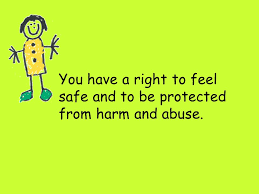 You have a right to feel
safe and to be protected
from harm and abuse.